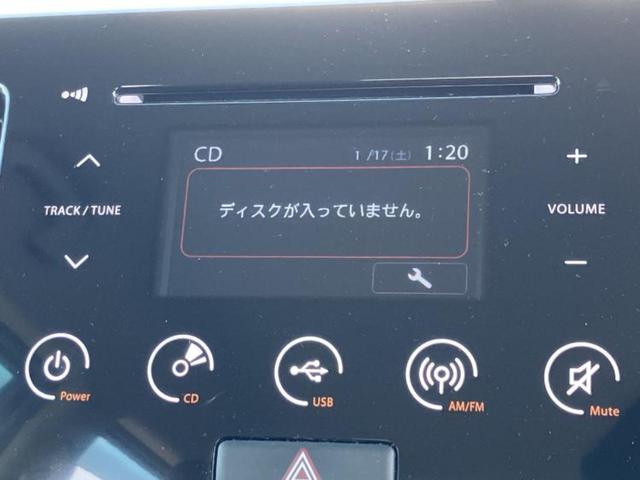 CD 1/17(土) 1:20
TRACK/TUNE
ディスクが入っていません。
VOLUME
Power
CD
USB
AM/FM
Mute